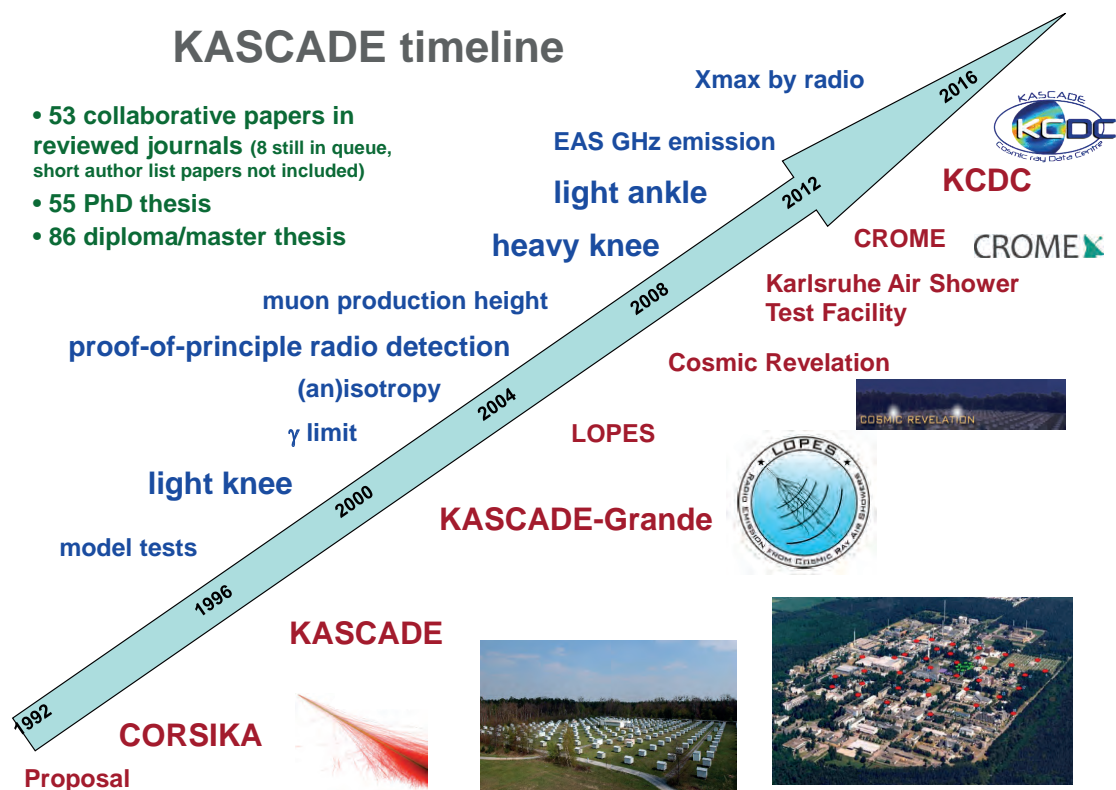 KASCADE timeline
• 53 collaborative papers in
reviewed journals (8 still in queue,
short author list papers not included)
• 55 PhD thesis
• 86 diploma/master thesis
Xmax by radio
EAS GHz emission
light ankle
heavy knee
muon production height
proof-of-principle radio detection
(an)isotropy
γ limit
light knee
model tests
2016
2012
2008
2004
2000
1996
1992
KASCADE
KCDC
Cosmic ray Data Centre
KCDC
CROME
CROME
Karlsruhe Air Shower
Test Facility
Cosmic Revelation
COSMIC REVELATION
LOPES
LOPES
Radio Emission from Cosmic Ray Air Showers
KASCADE-Grande
KASCADE
CORSIKA
Proposal